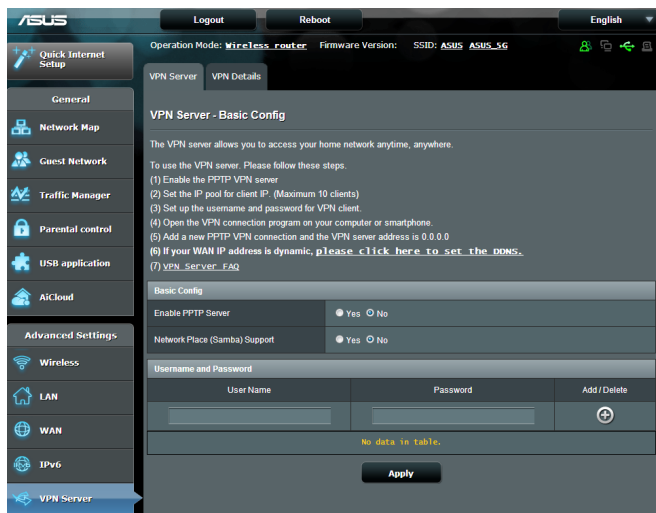 ASUS
Logout
Reboot
English
Quick Internet
Setup
Operation Mode: Wireless router Firmware Version: SSID: ASUS ASUS_5G
VPN Server
VPN Details
General
Network Map
Guest Network
Traffic Manager
Parental control
USB application
AiCloud
Advanced Settings
Wireless
LAN
WAN
IPv6
VPN Server
VPN Server - Basic Config
The VPN server allows you to access your home network anytime, anywhere.
To use the VPN server. Please follow these steps.
(1) Enable the PPTP VPN server
(2) Set the IP pool for client IP. (Maximum 10 clients)
(3) Set up the username and password for VPN client.
(4) Open the VPN connection program on your computer or smartphone.
(5) Add a new PPTP VPN connection and the VPN server address is 0.0.0.0
(6) If your WAN IP address is dynamic, please click here to set the DDNS.
(7) VPN Server FAQ
Basic Config
Enable PPTP Server Yes No
Network Place (Samba) Support Yes No
Username and Password
User Name Password Add / Delete
No data in table.
Apply